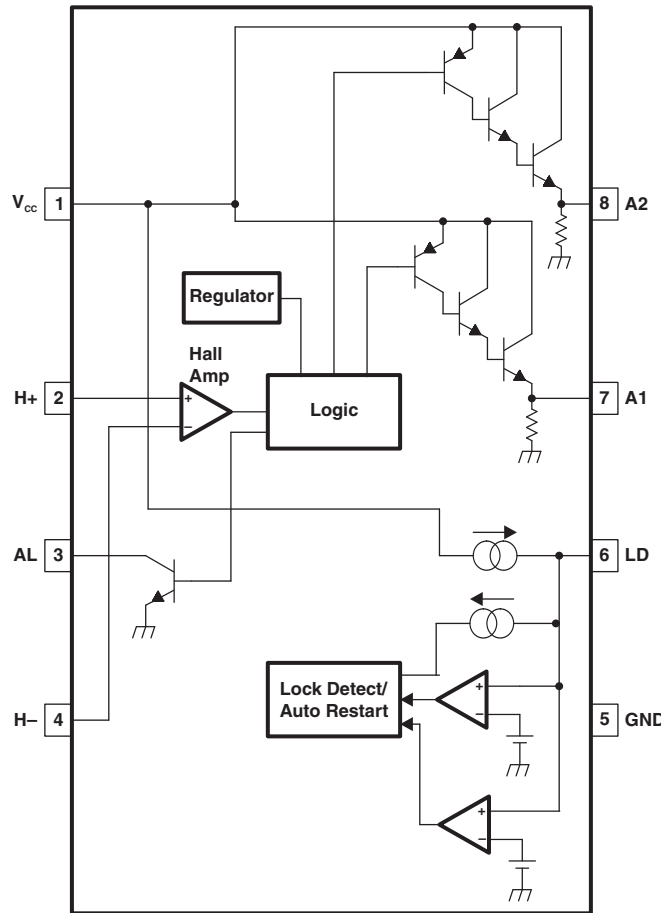 V_CC 1
8 A2
Regulator
Hall
Amp
H+ 2
+
−
Logic
7 A1
AL 3
6 LD
Lock Detect/
Auto Restart
+
−
H– 4
5 GND
+
−